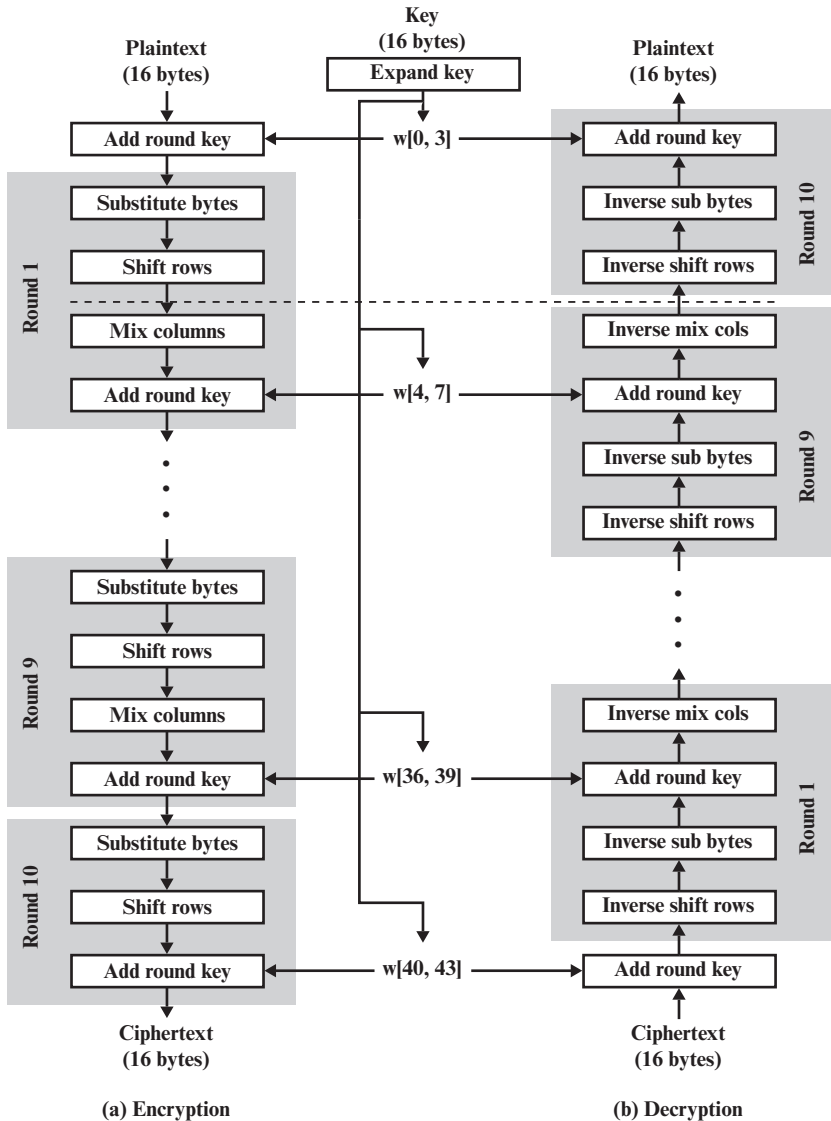 Key
(16 bytes)
Plaintext
(16 bytes)
Expand key
Plaintext
(16 bytes)
Add round key
w[0, 3]
Add round key
Round 1
Substitute bytes
Shift rows
Mix columns
Add round key
w[4, 7]
Inverse sub bytes
Inverse shift rows
Round 10
Inverse mix cols
Add round key
Inverse sub bytes
Inverse shift rows
Round 9
Round 9
Substitute bytes
Shift rows
Mix columns
Add round key
w[36, 39]
Inverse mix cols
Add round key
Inverse sub bytes
Inverse shift rows
Round 1
Round 10
Substitute bytes
Shift rows
Add round key
w[40, 43]
Add round key
Ciphertext
(16 bytes)
Ciphertext
(16 bytes)
(a) Encryption
(b) Decryption